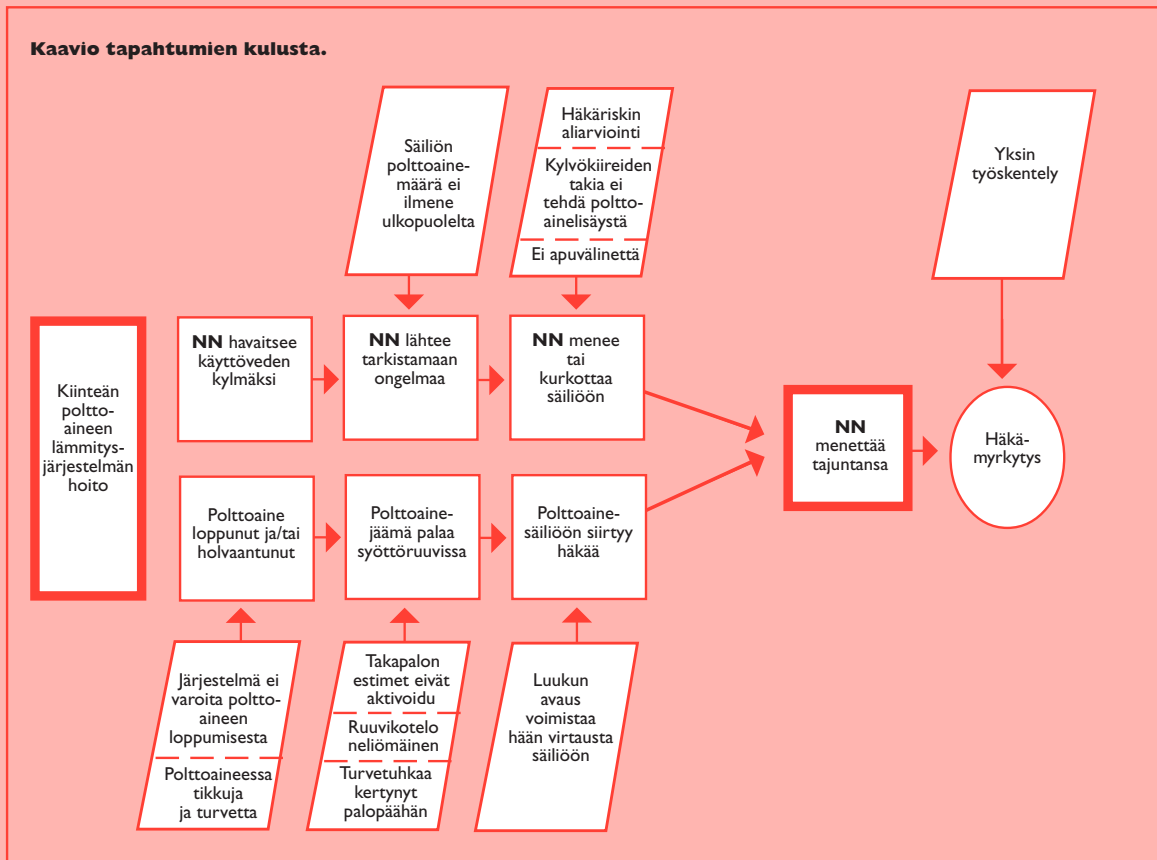 Kaavio tapahtumien kulusta.
Säiliön
polttoaine-
määrä ei
ilmene
ulkopuolelta
Häkäriskin
aliarviointi
Kylvökiireiden
takia ei
tehdä poltto-
ainelisäystä
Ei apuvälinettä
Yksin
työskentely
Kiinteän
poltto-
aineen
lämmitys-
järjestelmän
hoito
NN havaitsee
käyttöveden
kylmäksi
NN lähtee
tarkistamaan
ongelmaa
NN menee
tai
kurkottaa
säiliöön
NN
menettää
tajuntansa
Häkä-
myrkytys
Polttoaine
loppunut ja/tai
holvaantunut
Polttoaine-
jäämä palaa
syöttöruuvissa
Polttoaine-
säiliöön siirtyy
häkää
Järjestelmä ei
varoita poltto-
aineen
loppumisesta
Polttoaineessa
tikkuja
ja turvetta
Takapalon
estimet eivät
aktivoidu
Ruuvikotelo
neliömäinen
Turvetuhkaa
kertynyt
palopäähän
Luukun
avaus
voimistaa
hään virtausta
säiliöön